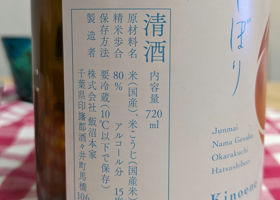 しぼり
清酒
内容量 720ml
原材料名 米(国産)、米こうじ(国産米)
精米歩合 80% アルコール分 15度
保存方法 要冷蔵(10℃以下で保存)
製造者 株式会社 飯沼本家
千葉県印旛郡酒々井町馬橋106
Junmai
Nama Genshu
Okarakuchi
Hatsushibori
Kinoene